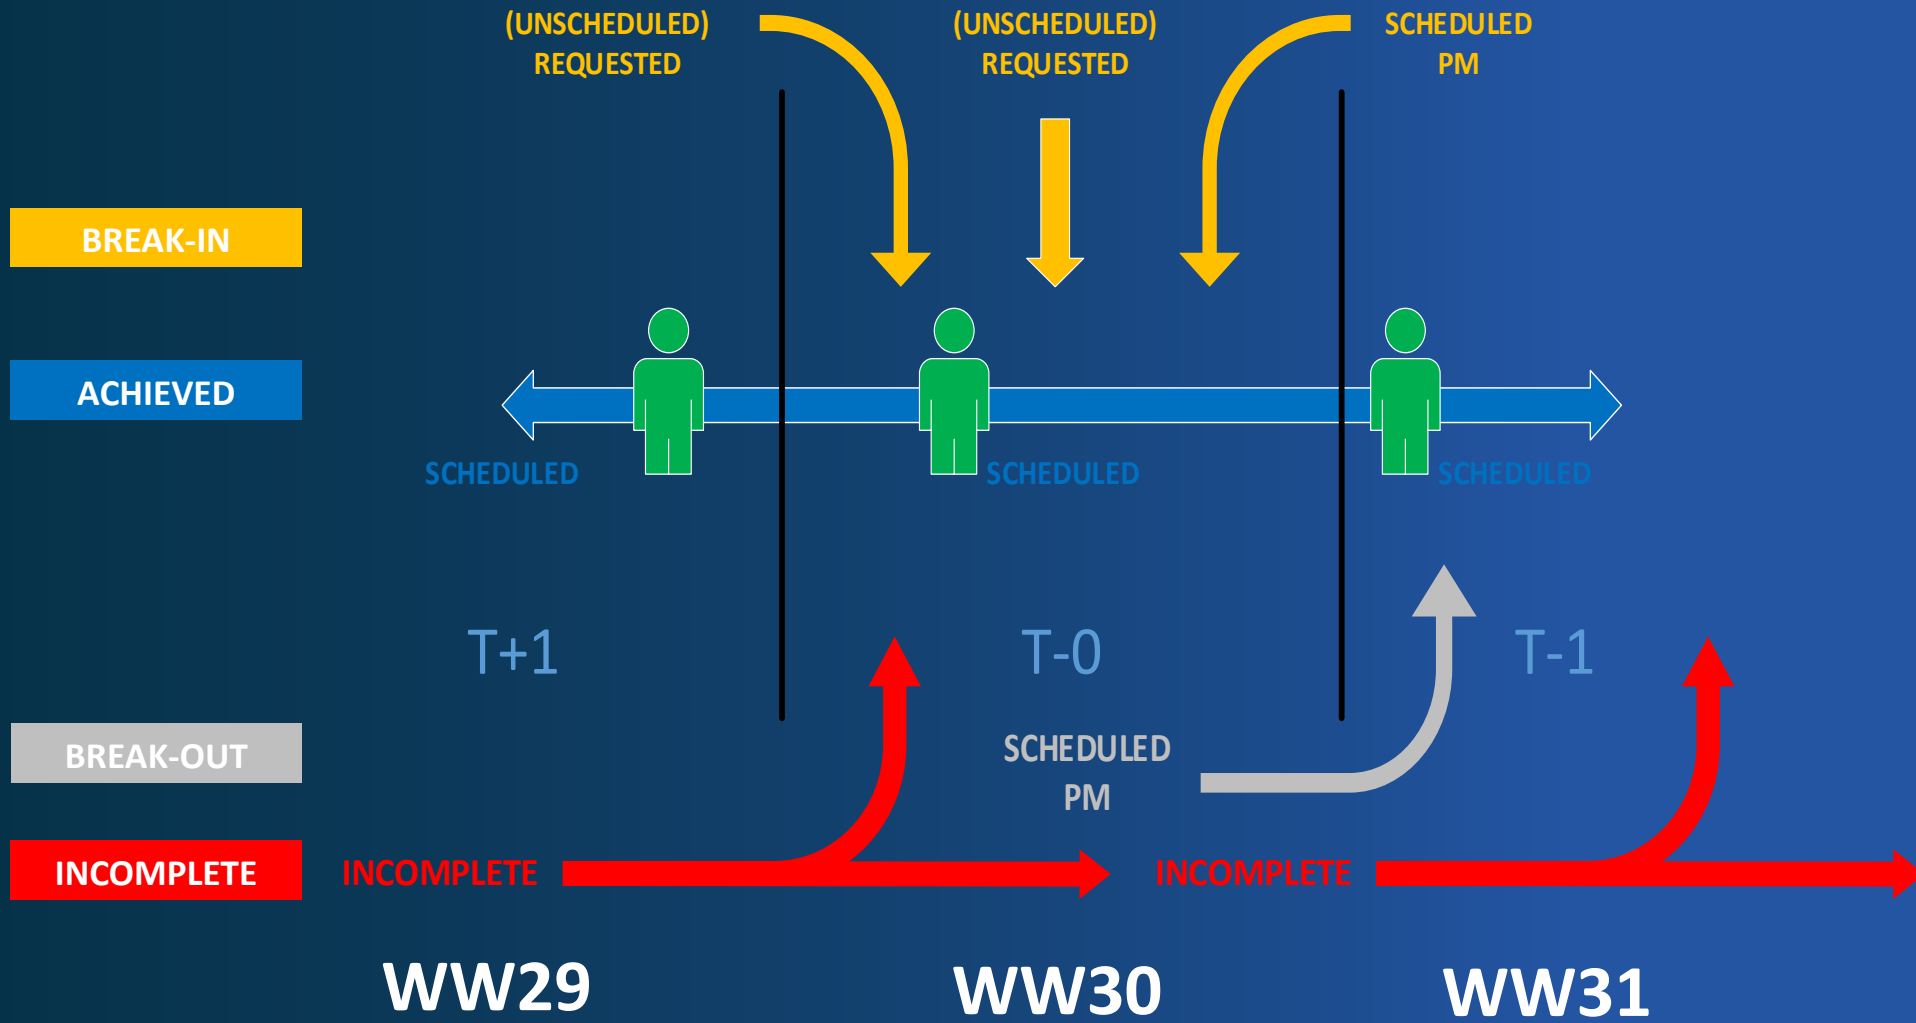 (UNSCHEDULED)
REQUESTED
(UNSCHEDULED)
REQUESTED
SCHEDULED
PM
BREAK-IN
ACHIEVED
SCHEDULED
SCHEDULED
SCHEDULED
T+1
T-0
T-1
BREAK-OUT
SCHEDULED
PM
INCOMPLETE
INCOMPLETE
INCOMPLETE
WW29
WW30
WW31